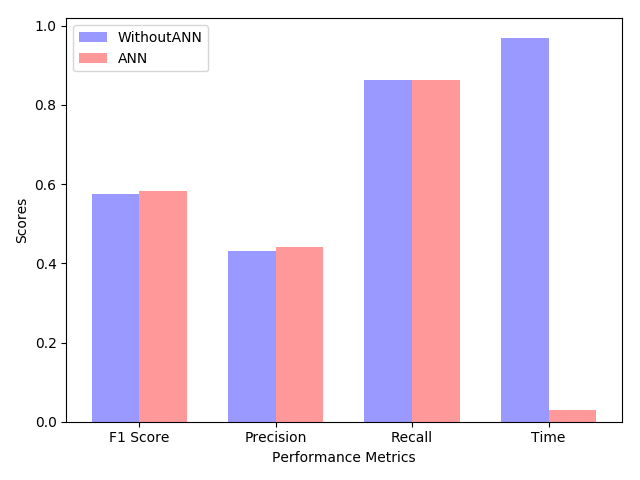 WithoutANN
ANN
Scores
1.0
0.8
0.6
0.4
0.2
0.0
F1 Score
Precision
Recall
Time
Performance Metrics